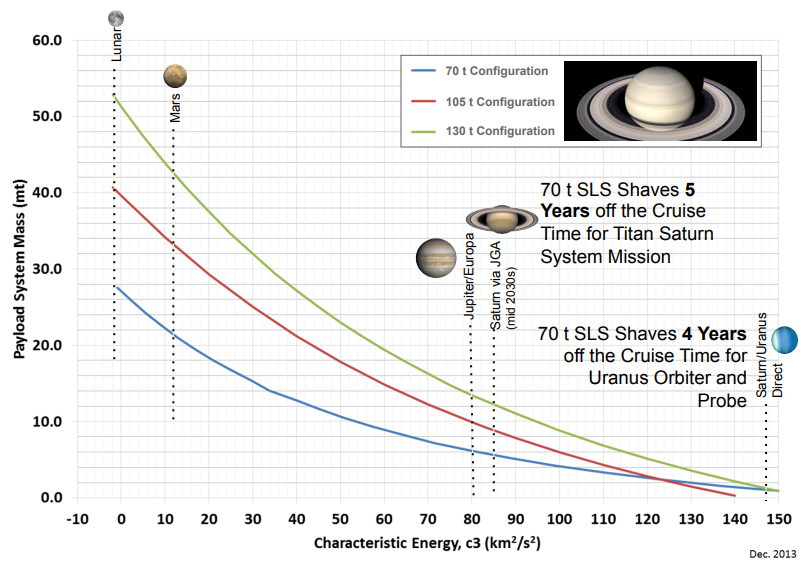 60.0
50.0
40.0
30.0
20.0
10.0
0.0
Payload System Mass (mt)
-10 0 10 20 30 40 50 60 70 80 90 100 110 120 130 140 150
Characteristic Energy, c3 (km²/s²)
Lunar
Mars
Jupiter/Europa
Saturn via JGA
(mid 2030s)
Saturn/Uranus
Direct
70 t Configuration
105 t Configuration
130 t Configuration
70 t SLS Shaves 5
Years off the Cruise
Time for Titan Saturn
System Mission
70 t SLS Shaves 4 Years
off the Cruise Time for
Uranus Orbiter and
Probe
Dec. 2013